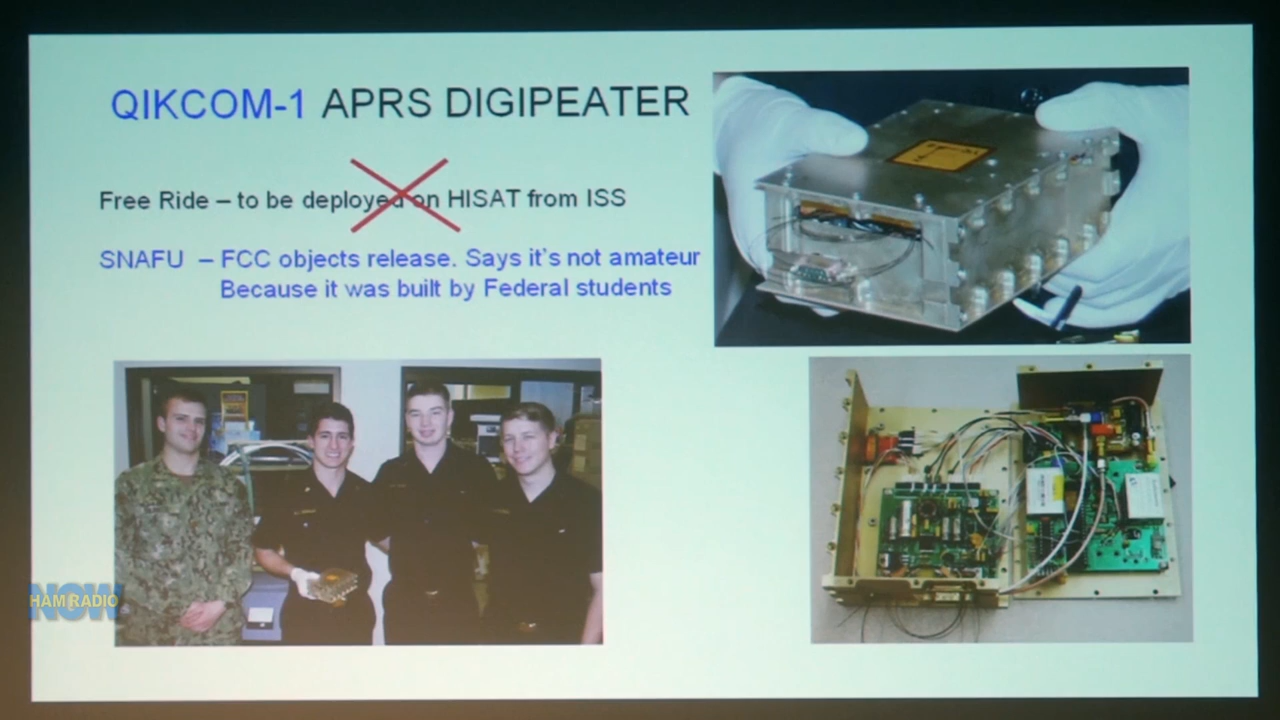 QIKCOM-1 APRS DIGIPEATER
Free Ride – to be deployed on HISAT from ISS
SNAFU – FCC objects release. Says it's not amateur
Because it was built by Federal students
HAM RADIO
NOW